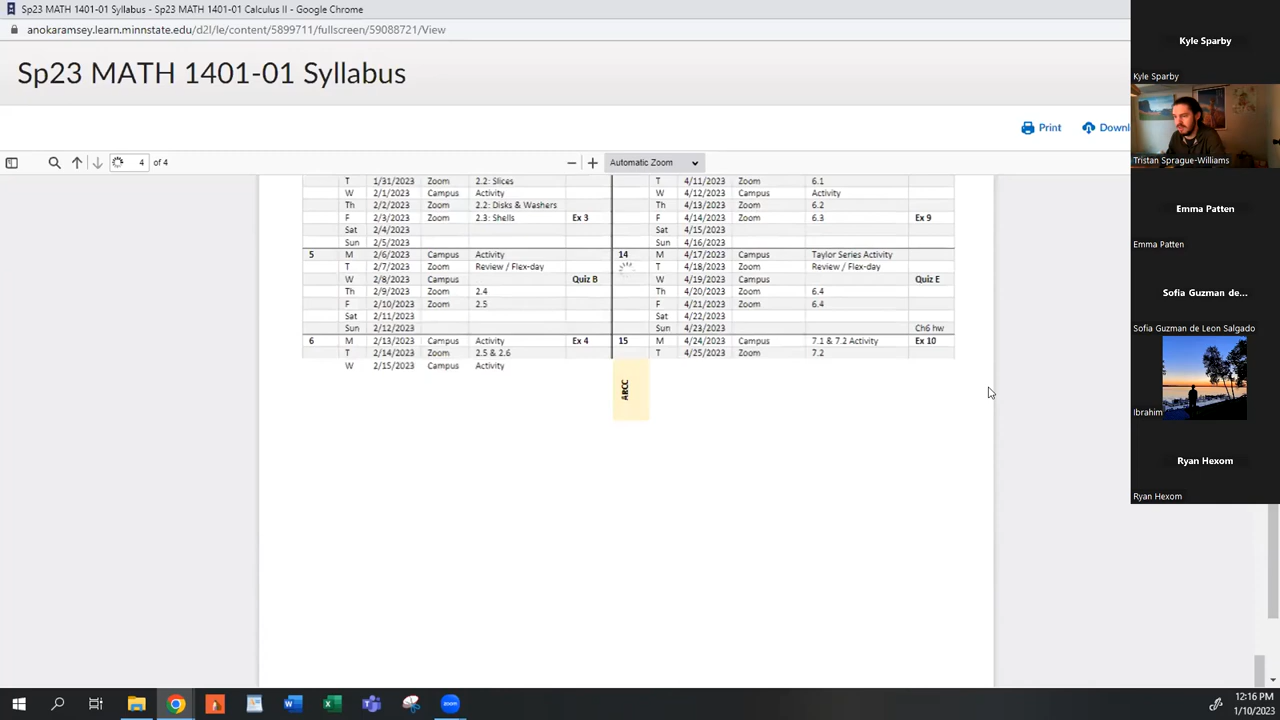 Sp23 MATH 1401-01 Syllabus - Sp23 MATH 1401-01 Calculus II - Google Chrome
anokaramsey.learn.minnstate.edu/d2l/le/content/5899711/fullscreen/59088721/View
Sp23 MATH 1401-01 Syllabus
Print Downl
4 of 4 Automatic Zoom
T 1/31/2023 Zoom 2.2: Slices T 4/11/2023 Zoom 6.1
W 2/1/2023 Campus Activity W 4/12/2023 Campus Activity
Th 2/2/2023 Zoom 2.2: Disks & Washers Th 4/13/2023 Zoom 6.2
F 2/3/2023 Zoom 2.3: Shells Ex 3 F 4/14/2023 Zoom 6.3 Ex 9
Sat 2/4/2023 Sat 4/15/2023
Sun 2/5/2023 Sun 4/16/2023
5 M 2/6/2023 Campus Activity 14 M 4/17/2023 Campus Taylor Series Activity
T 2/7/2023 Zoom Review / Flex-day T 4/18/2023 Zoom Review / Flex-day
W 2/8/2023 Campus Quiz B W 4/19/2023 Campus Quiz E
Th 2/9/2023 Zoom 2.4 Th 4/20/2023 Zoom 6.4
F 2/10/2023 Zoom 2.5 F 4/21/2023 Zoom 6.4
Sat 2/11/2023 Sat 4/22/2023
Sun 2/12/2023 Sun 4/23/2023 Ch6 hw
6 M 2/13/2023 Campus Activity Ex 4 15 M 4/24/2023 Campus 7.1 & 7.2 Activity Ex 10
T 2/14/2023 Zoom 2.5 & 2.6 T 4/25/2023 Zoom 7.2
W 2/15/2023 Campus Activity
ARCC
Kyle Sparby
Kyle Sparby
Tristan Sprague-Williams
Emma Patten
Emma Patten
Sofia Guzman de...
Sofia Guzman de Leon Salgado
Ibrahim
Ryan Hexom
Ryan Hexom
zoom
12:16 PM
1/10/2023